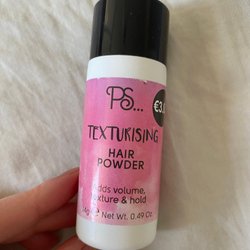 PS...
€3.
TEXTURISING
HAIR
POWDER
Adds volume,
texture & hold
Net Wt. 0.49 Oz